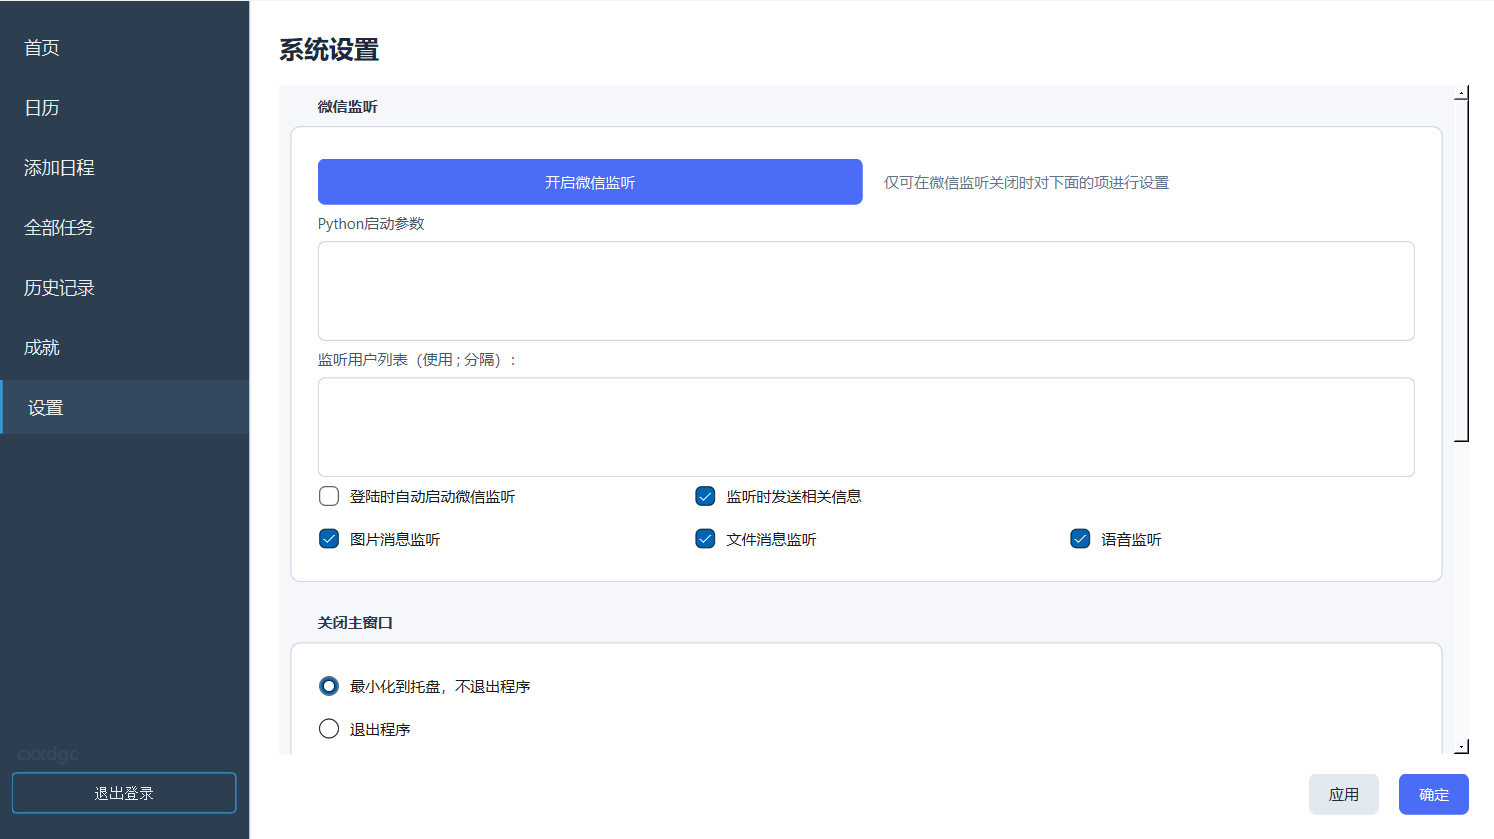 首页
日历
添加日程
全部任务
历史记录
成就
设置
cxxdgc
退出登录
系统设置
微信监听
开启微信监听
仅可在微信监听关闭时对下面的项进行设置
Python启动参数
监听用户列表（使用 ; 分隔）：
登陆时自动启动微信监听
监听时发送相关信息
图片消息监听
文件消息监听
语音监听
关闭主窗口
最小化到托盘，不退出程序
退出程序
应用
确定